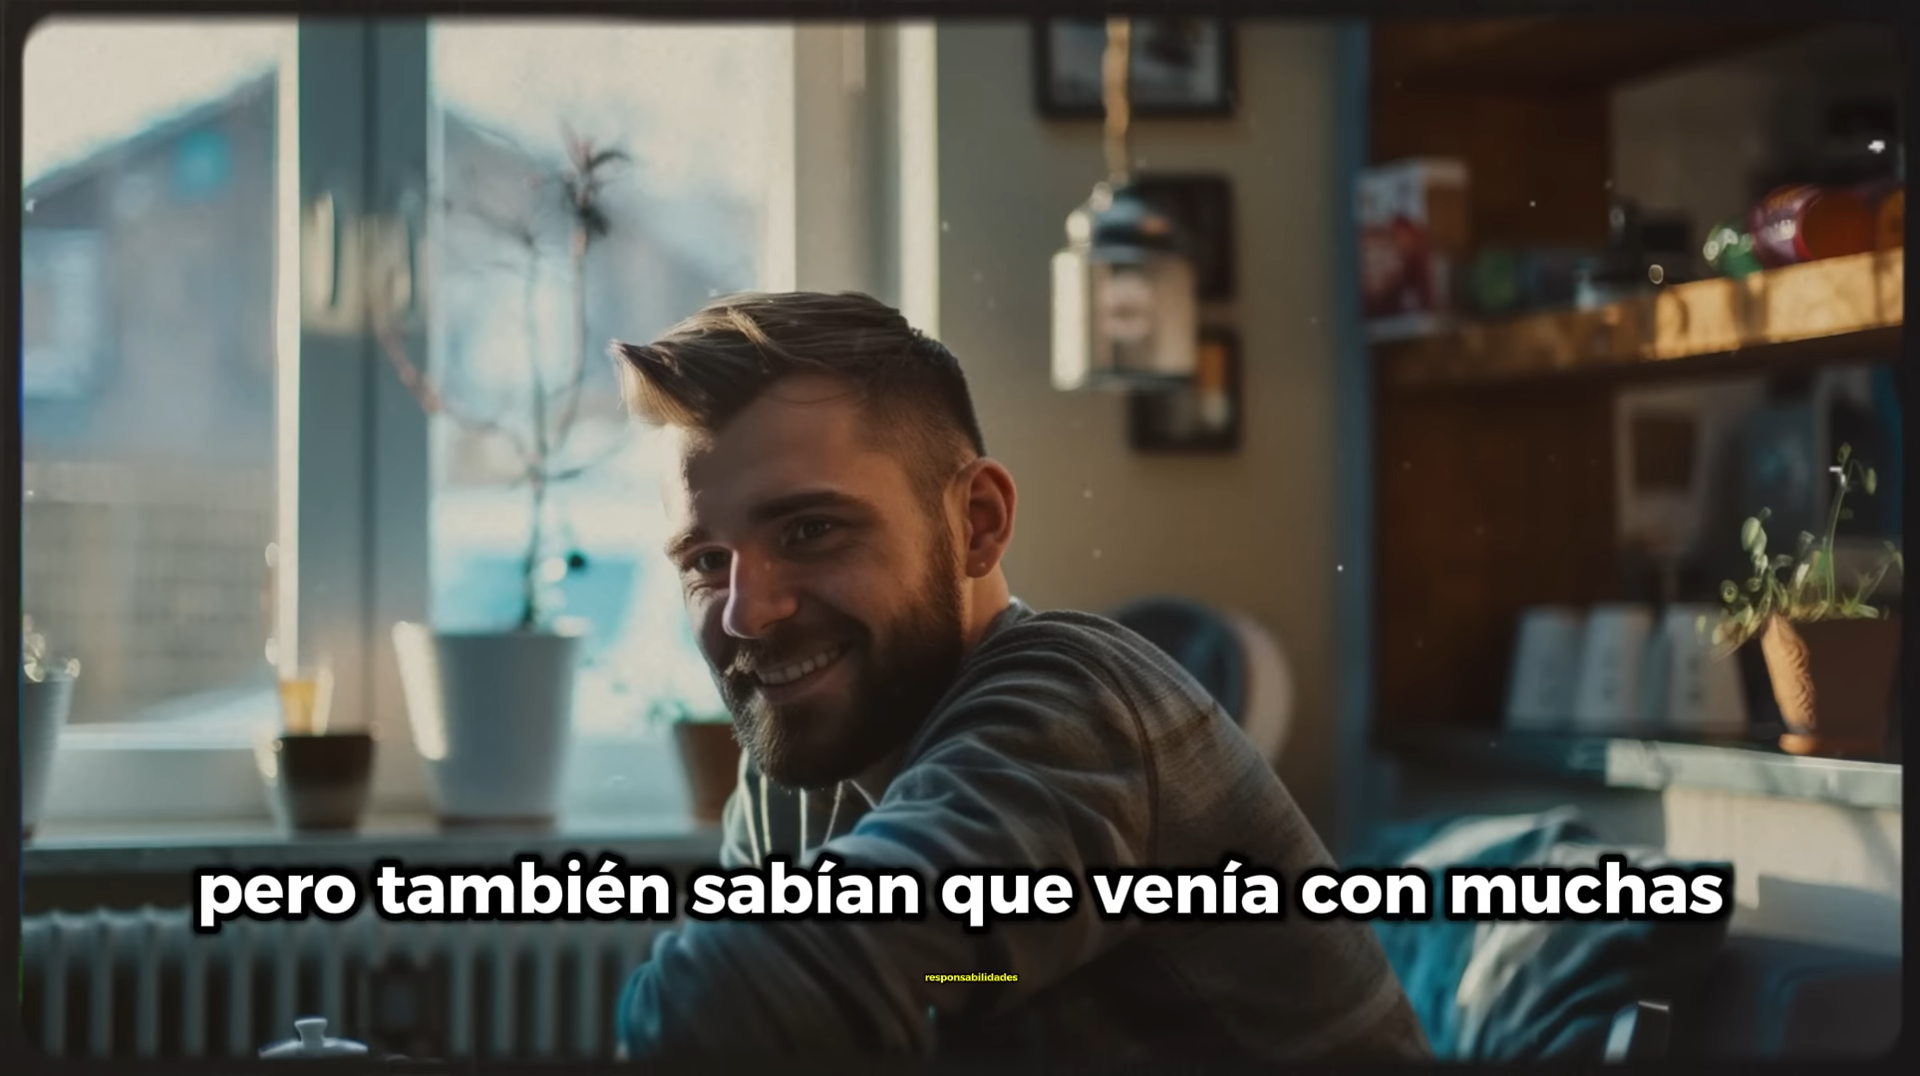 pero también sabían que venía con muchas
responsabilidades